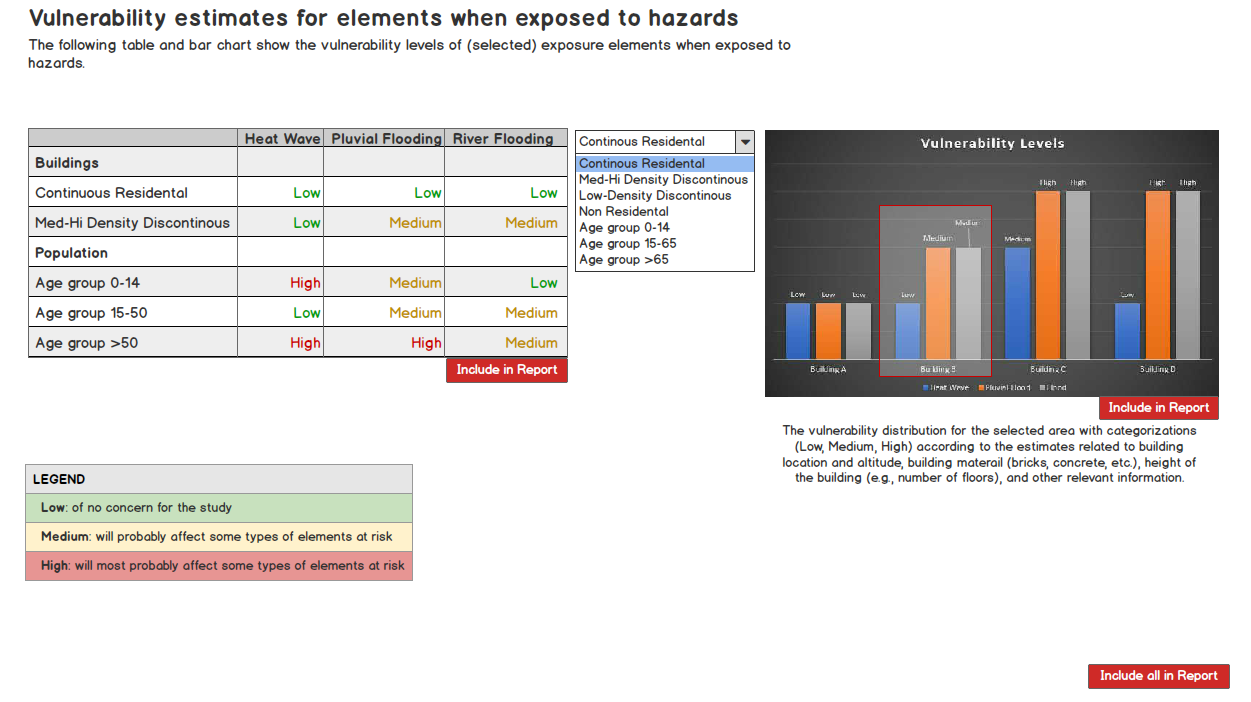 Vulnerability estimates for elements when exposed to hazards
The following table and bar chart show the vulnerability levels of (selected) exposure elements when exposed to
hazards.
Heat Wave Pluvial Flooding River Flooding
Buildings
Continuous Residental Low Low Low
Med-Hi Density Discontinous Low Medium Medium
Population
Age group 0-14 High Medium Low
Age group 15-50 Low Medium Medium
Age group >50 High High Medium
Include in Report
Continous Residental
Continous Residental
Med-Hi Density Discontinous
Low-Density Discontinous
Non Residental
Age group 0-14
Age group 15-65
Age group >65
Vulnerability Levels
High High High High
Medium Medium Medium
Low Low Low Low Low
Building A Building B Building C Building D
Heat Wave Pluvial Flood Flood
Include in Report
The vulnerability distribution for the selected area with categorizations
(Low, Medium, High) according to the estimates related to building
location and altitude, building materail (bricks, concrete, etc.), height of
the building (e.g., number of floors), and other relevant information.
LEGEND
Low: of no concern for the study
Medium: will probably affect some types of elements at risk
High: will most probably affect some types of elements at risk
Include all in Report